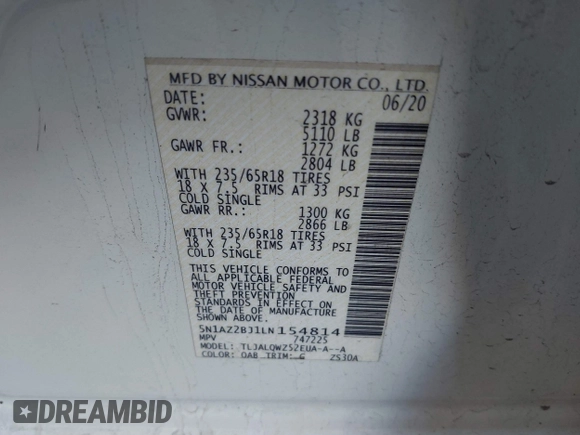 MFD BY NISSAN MOTOR CO., LTD.
DATE: 06/20
GVWR: 2318 KG
5110 LB
GAWR FR.: 1272 KG
2804 LB
WITH 235/65R18 TIRES
18 X 7.5 RIMS AT 33 PSI
COLD SINGLE
GAWR RR.: 1300 KG
2866 LB
WITH 235/65R18 TIRES
18 X 7.5 RIMS AT 33 PSI
COLD SINGLE
THIS VEHICLE CONFORMS TO
ALL APPLICABLE FEDERAL
MOTOR VEHICLE SAFETY AND
THEFT PREVENTION
STANDARDS IN EFFECT ON
THE DATE OF MANUFACTURE
SHOWN ABOVE.
5N1AZ2BJ1LN154814
MPV 747225
MODEL: TLJALQWZ52EUA-A--A
COLOR: QAB TRIM: G ZS30A
DREAMBID